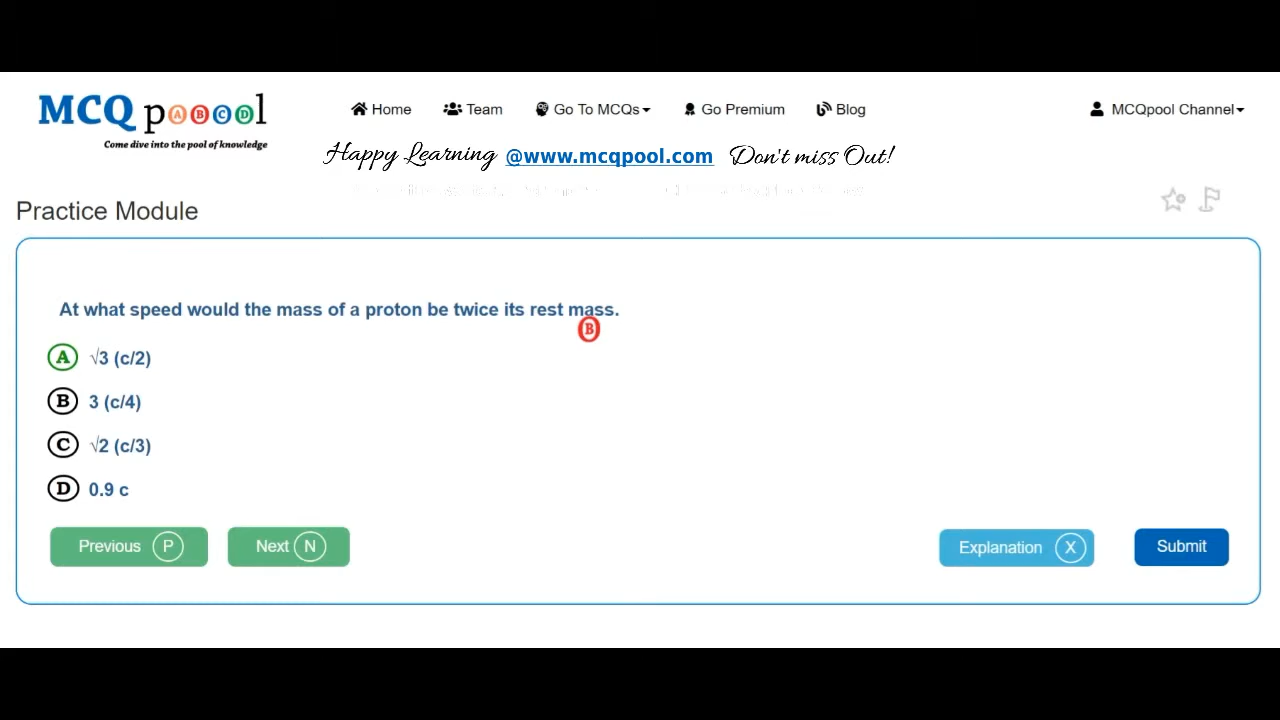 MCQ pⒶⒷⒸⒹl
Come dive into the pool of knowledge
Home Team Go To MCQs Go Premium Blog MCQpool Channel
Happy Learning @www.mcqpool.com Don't miss Out!
Practice Module
At what speed would the mass of a proton be twice its rest mass.
B
A √3 (c/2)
B 3 (c/4)
C √2 (c/3)
D 0.9 c
Previous P Next N Explanation X Submit